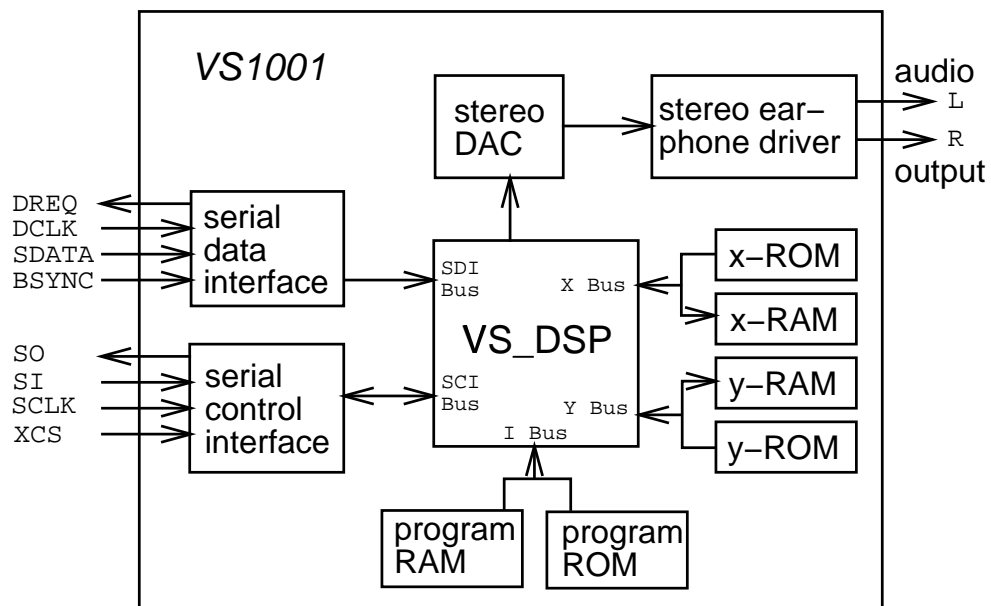 VS1001
audio
L
R
output
stereo
DAC
stereo ear–
phone driver
DREQ
DCLK
SDATA
BSYNC
serial
data
interface
SDI
Bus
X Bus
VS_DSP
SCI
Bus
Y Bus
I Bus
x–ROM
x–RAM
y–RAM
y–ROM
SO
SI
SCLK
XCS
serial
control
interface
program
RAM
program
ROM